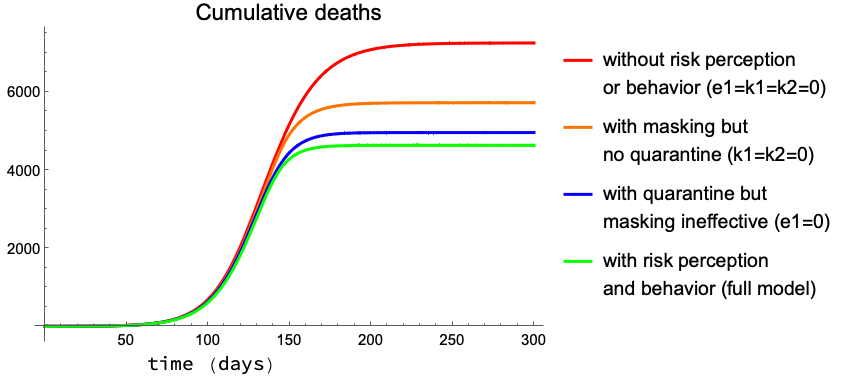 Cumulative deaths
6000
4000
2000
50
100
150
200
250
300
time (days)
without risk perception
or behavior (e1=k1=k2=0)
with masking but
no quarantine (k1=k2=0)
with quarantine but
masking ineffective (e1=0)
with risk perception
and behavior (full model)